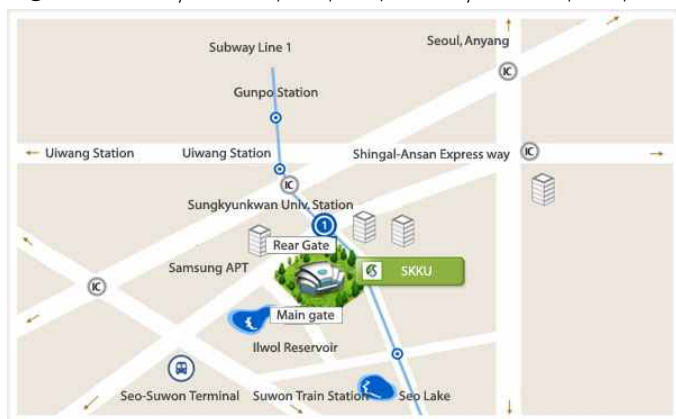 Seoul, Anyang
Subway Line 1
IC
Gunpo Station
Uiwang Station
Uiwang Station
Shingal-Ansan Express way
IC
IC
Sungkyunkwan Univ. Station
1
Rear Gate
Samsung APT
SKKU
IC
Main gate
Ilwol Reservoir
Seo-Suwon Terminal
Suwon Train Station
Seo Lake